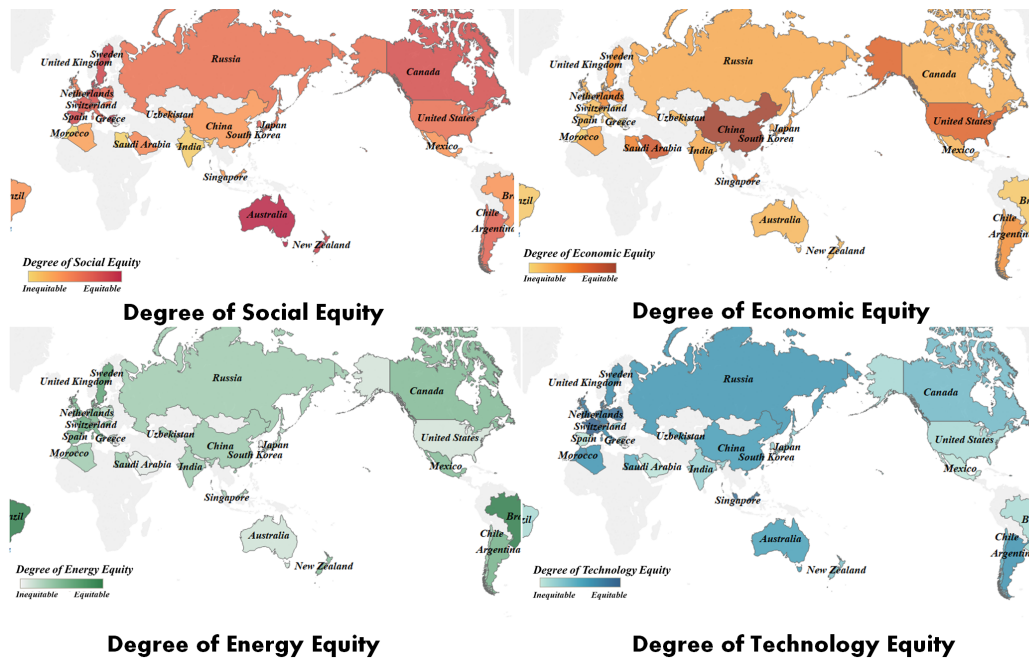 Sweden
United Kingdom
Russia
Canada
Netherlands
Switzerland
Spain
Greece
Uzbekistan
China
Japan
South Korea
United States
Morocco
Saudi Arabia
India
Mexico
Singapore
Australia
Chile
Argentina
New Zealand
Degree of Social Equity
Inequitable Equitable
Degree of Social Equity
Sweden
United Kingdom
Russia
Canada
Netherlands
Switzerland
Spain
Greece
Uzbekistan
China
Japan
South Korea
United States
Morocco
Saudi Arabia
India
Mexico
Singapore
Australia
Chile
Argentina
New Zealand
Degree of Economic Equity
Inequitable Equitable
Degree of Economic Equity
Sweden
United Kingdom
Russia
Canada
Netherlands
Switzerland
Spain
Greece
Uzbekistan
China
Japan
South Korea
United States
Morocco
Saudi Arabia
India
Mexico
Singapore
Australia
Chile
Argentina
New Zealand
Degree of Energy Equity
Inequitable Equitable
Degree of Energy Equity
Sweden
United Kingdom
Russia
Canada
Netherlands
Switzerland
Spain
Greece
Uzbekistan
China
Japan
South Korea
United States
Morocco
Saudi Arabia
India
Mexico
Singapore
Australia
Chile
Argentina
New Zealand
Degree of Technology Equity
Inequitable Equitable
Degree of Technology Equity